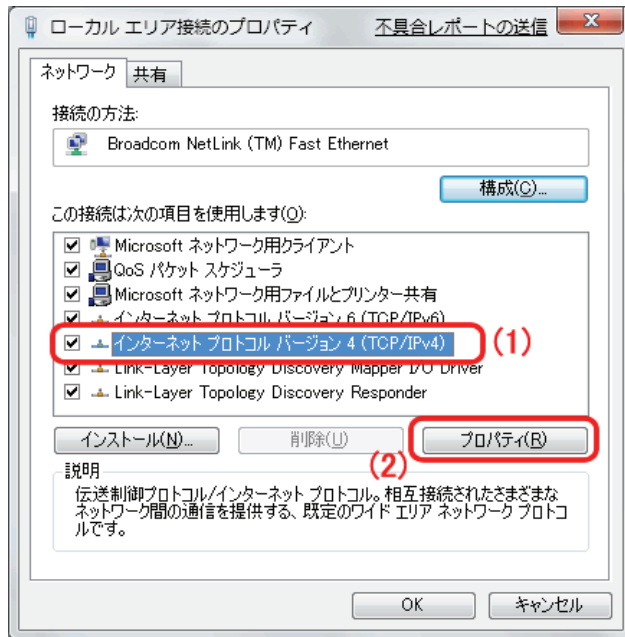 ローカル エリア接続のプロパティ 不具合レポートの送信
ネットワーク 共有
接続の方法:
Broadcom NetLink (TM) Fast Ethernet
構成(C)...
この接続は次の項目を使用します(O):
Microsoft ネットワーク用クライアント
QoS パケット スケジューラ
Microsoft ネットワーク用ファイルとプリンター共有
インターネット プロトコル バージョン 6 (TCP/IPv6)
インターネット プロトコル バージョン 4 (TCP/IPv4) (1)
Link-Layer Topology Discovery Mapper I/O Driver
Link-Layer Topology Discovery Responder
インストール(N)... 削除(U) プロパティ(R)
(2)
説明
伝送制御プロトコル/インターネット プロトコル。相互接続されたさまざまな
ネットワーク間の通信を提供する、既定のワイド エリア ネットワーク プロトコ
ルです。
OK キャンセル